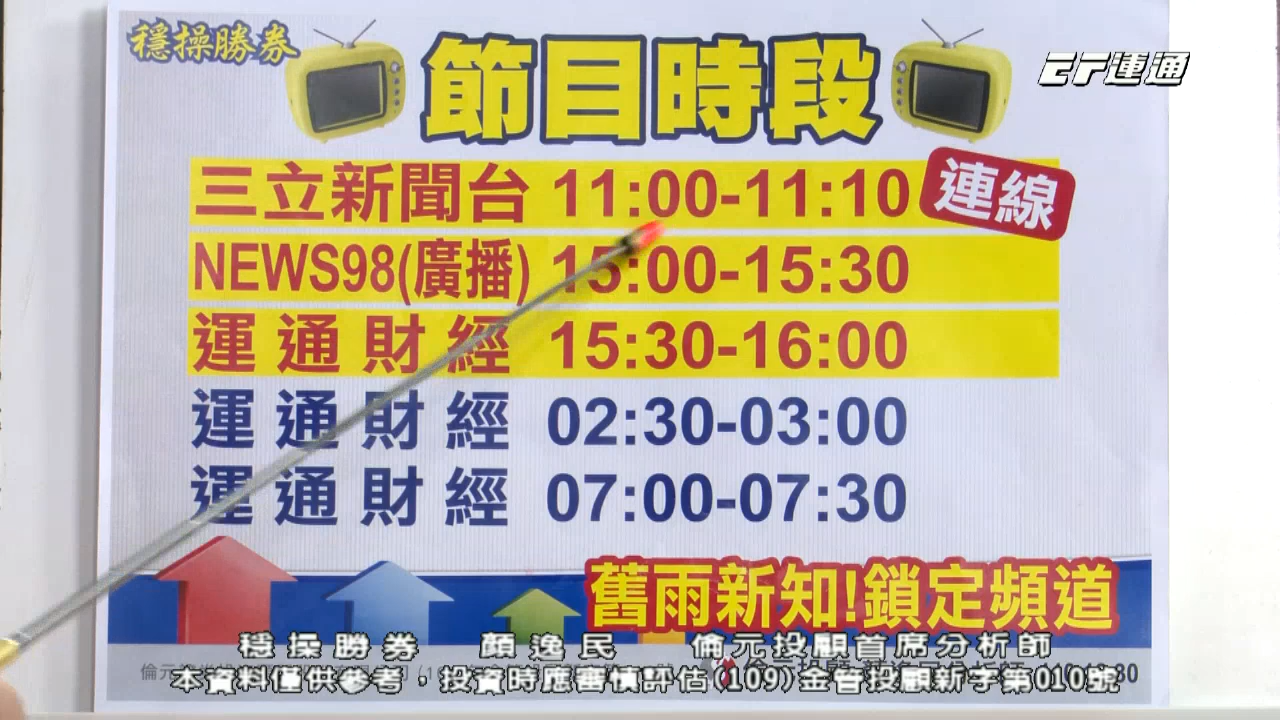 穩操勝券
節目時段
EF運通
三立新聞台 11:00-11:10 連線
NEWS98(廣播) 15:00-15:30
運通財經 15:30-16:00
運通財經 02:30-03:00
運通財經 07:00-07:30
舊雨新知!鎖定頻道
穩操勝券 顏逸民 倫元投顧首席分析師
本資料僅供參考，投資時應審慎評估(109)金管投顧新字第010號